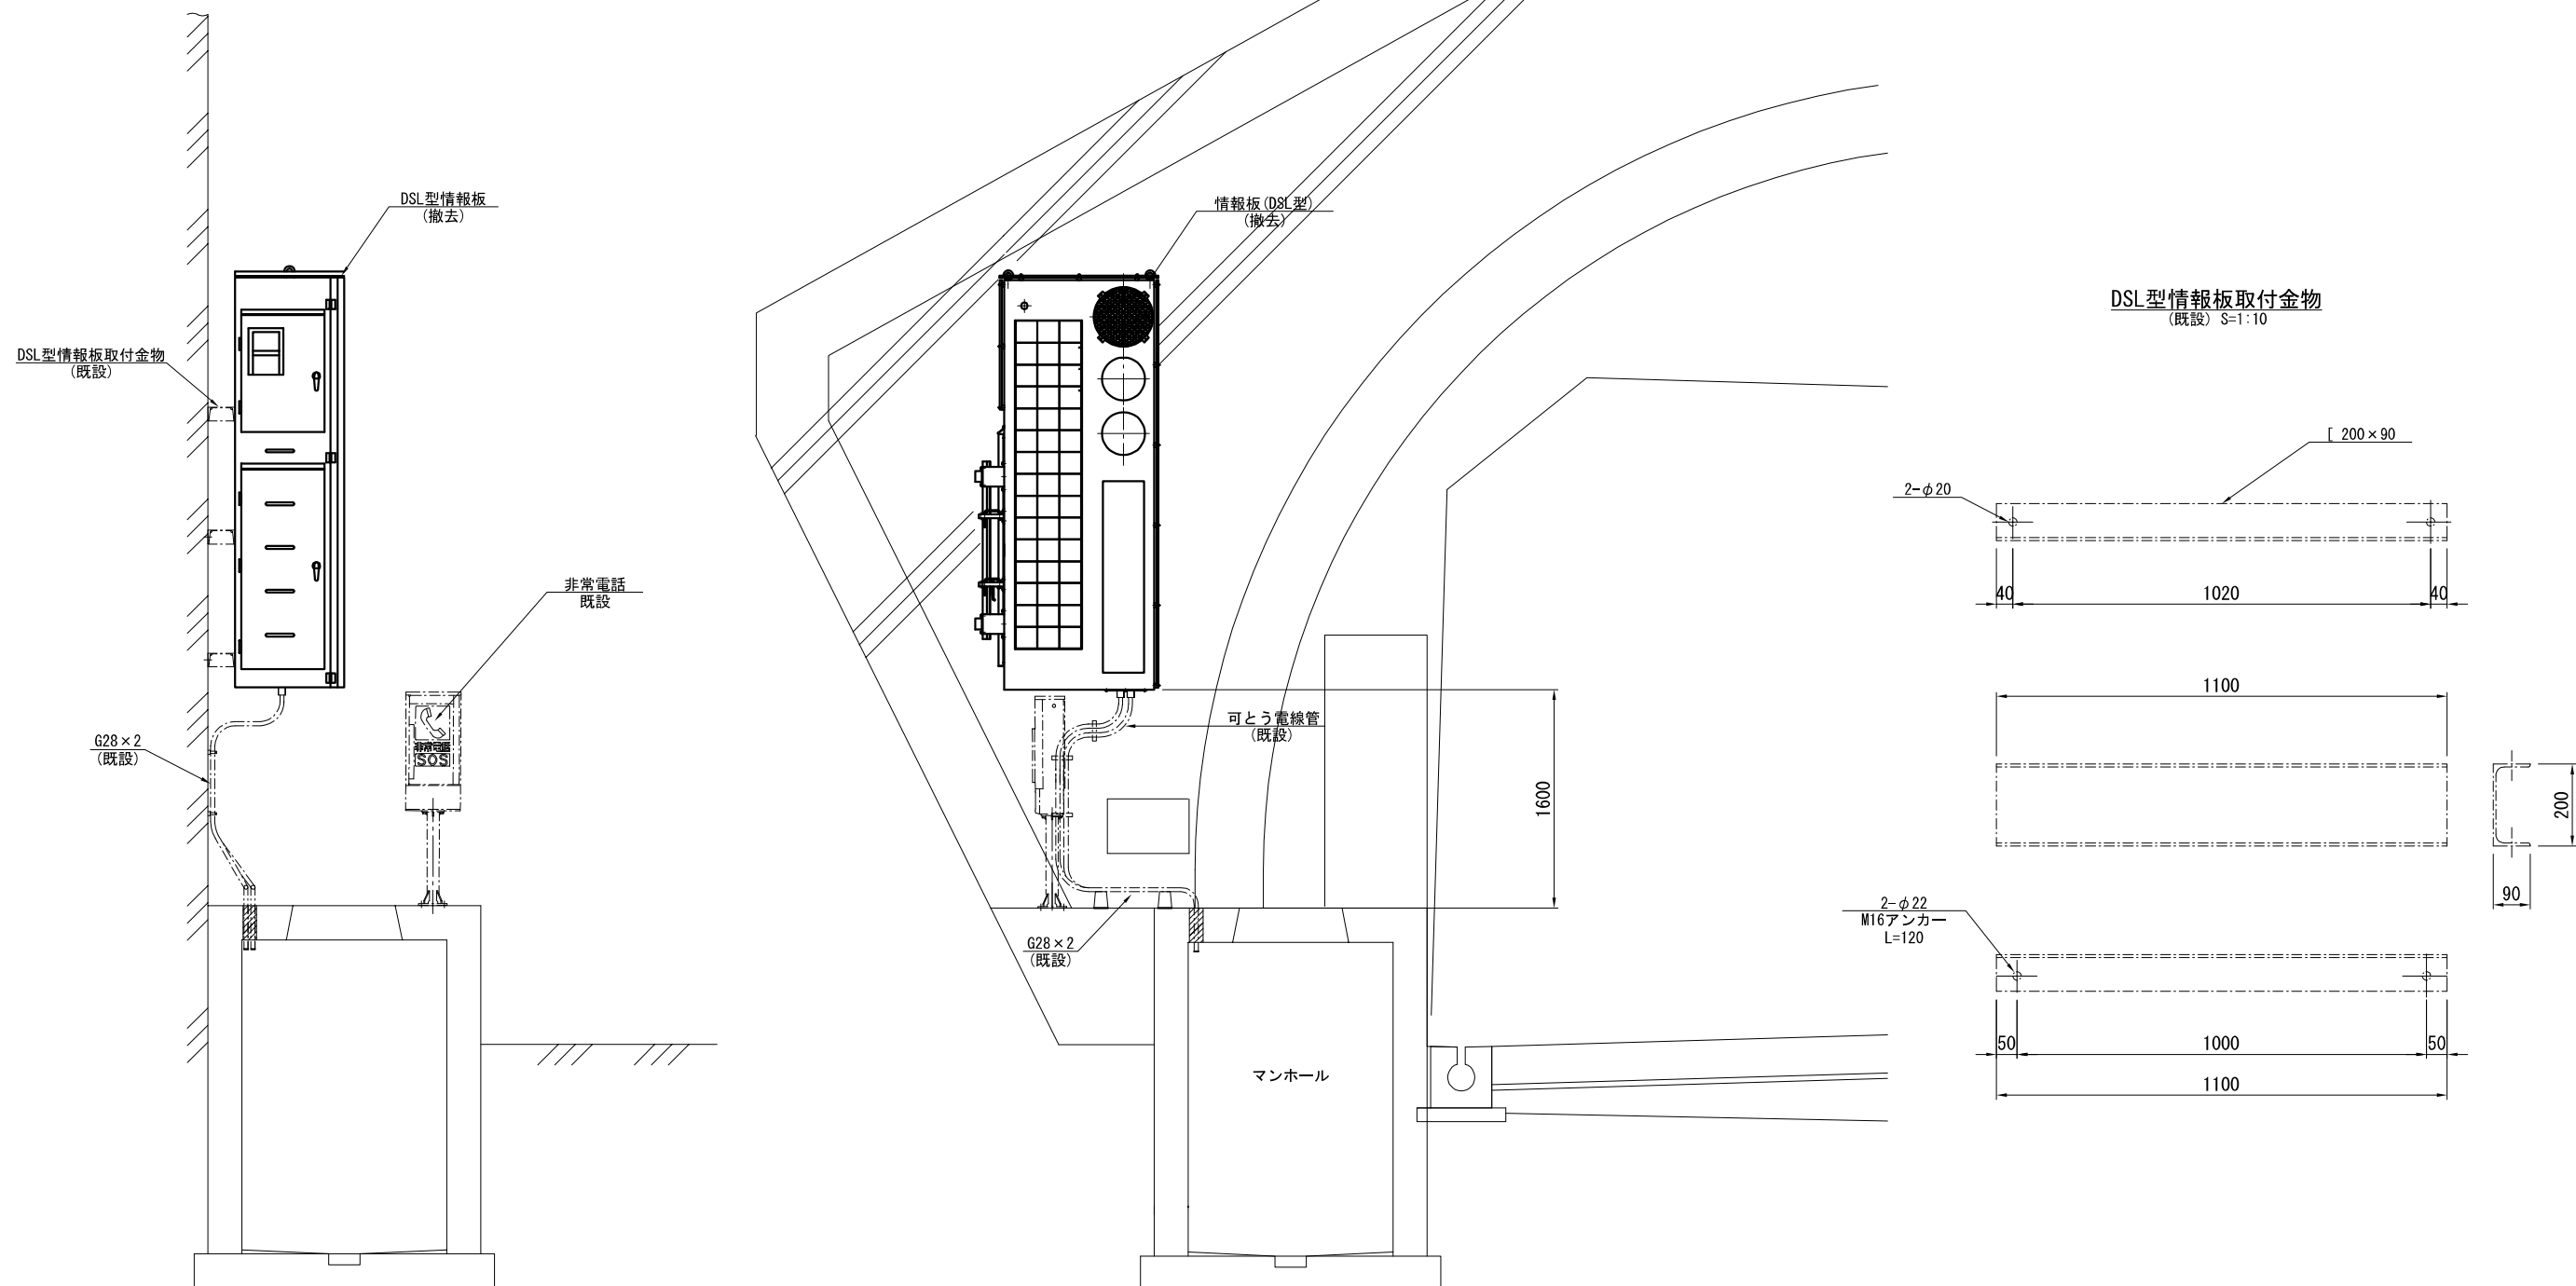 DSL型情報板
(撤去)
DSL型情報板取付金物
(既設)
非常電話
既設
非常電話
SOS
G28×2
(既設)
情報板(DSL型)
(撤去)
可とう電線管
(既設)
1600
G28×2
(既設)
マンホール
DSL型情報板取付金物
(既設) S=1:10
[ 200×90
2-φ20
40
1020
40
1100
200
90
2-φ22
M16アンカー
L=120
50
1000
50
1100